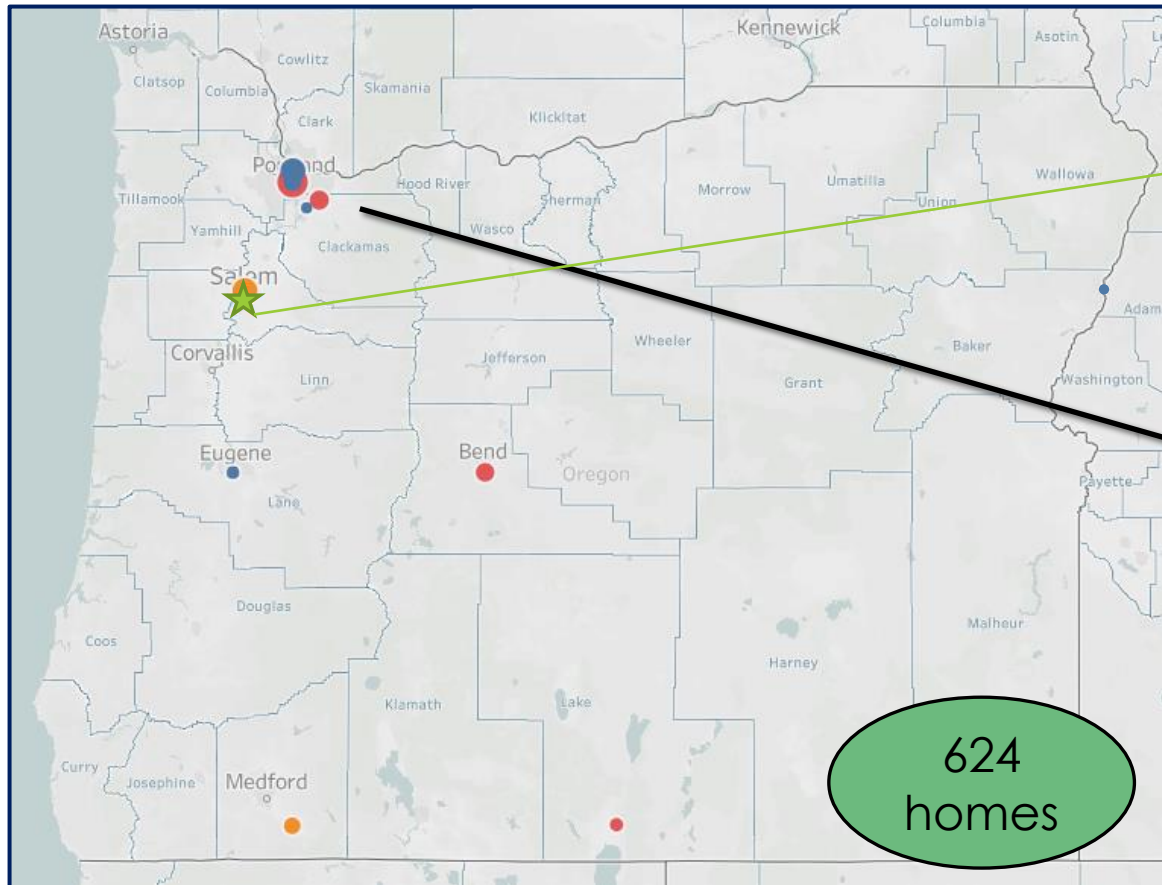 Astoria
Kennewick
Columbia
Asotin
Cowlitz
Clatsop
Columbia
Skamania
Klickitat
Clark
Hood River
Tillamook
Sherman
Morrow
Umatilla
Wallowa
Union
Yamhill
Wasco
Clackamas
Salem
Adam
Wheeler
Baker
Corvallis
Jefferson
Linn
Grant
Washington
Eugene
Bend
Oregon
Payette
Lane
Douglas
Malheur
Coos
Harney
Klamath
Lake
Curry
Josephine
Medford
624
homes